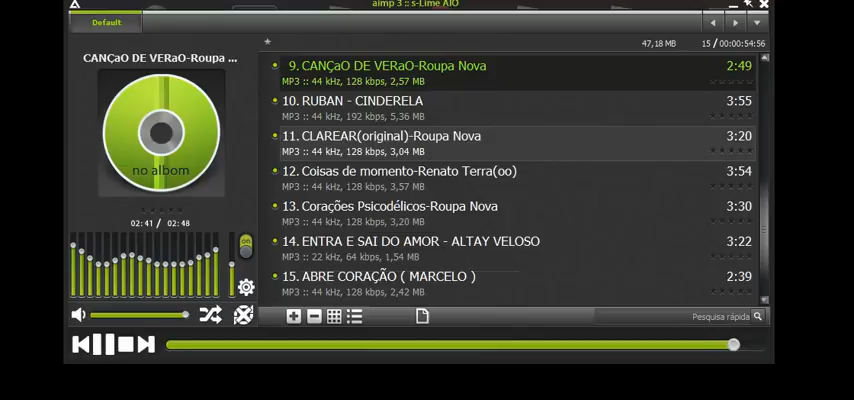 aimp 3 :: s-Lime AIO
Default
47,18 MB 15 / 00:00:54:56
CANÇaO DE VERaO-Roupa ...
no albom
02:41 / 02:48
on
9. CANÇaO DE VERaO-Roupa Nova 2:49
MP3 :: 44 kHz, 128 kbps, 2,57 MB
10. RUBAN - CINDERELA 3:55
MP3 :: 44 kHz, 192 kbps, 5,36 MB
11. CLAREAR(original)-Roupa Nova 3:20
MP3 :: 44 kHz, 128 kbps, 3,04 MB
12. Coisas de momento-Renato Terra(oo) 3:54
MP3 :: 44 kHz, 128 kbps, 3,57 MB
13. Corações Psicodélicos-Roupa Nova 3:30
MP3 :: 44 kHz, 128 kbps, 3,20 MB
14. ENTRA E SAI DO AMOR - ALTAY VELOSO 3:22
MP3 :: 22 kHz, 64 kbps, 1,54 MB
15. ABRE CORAÇÃO ( MARCELO ) 2:39
MP3 :: 44 kHz, 128 kbps, 2,42 MB
Pesquisa rápida